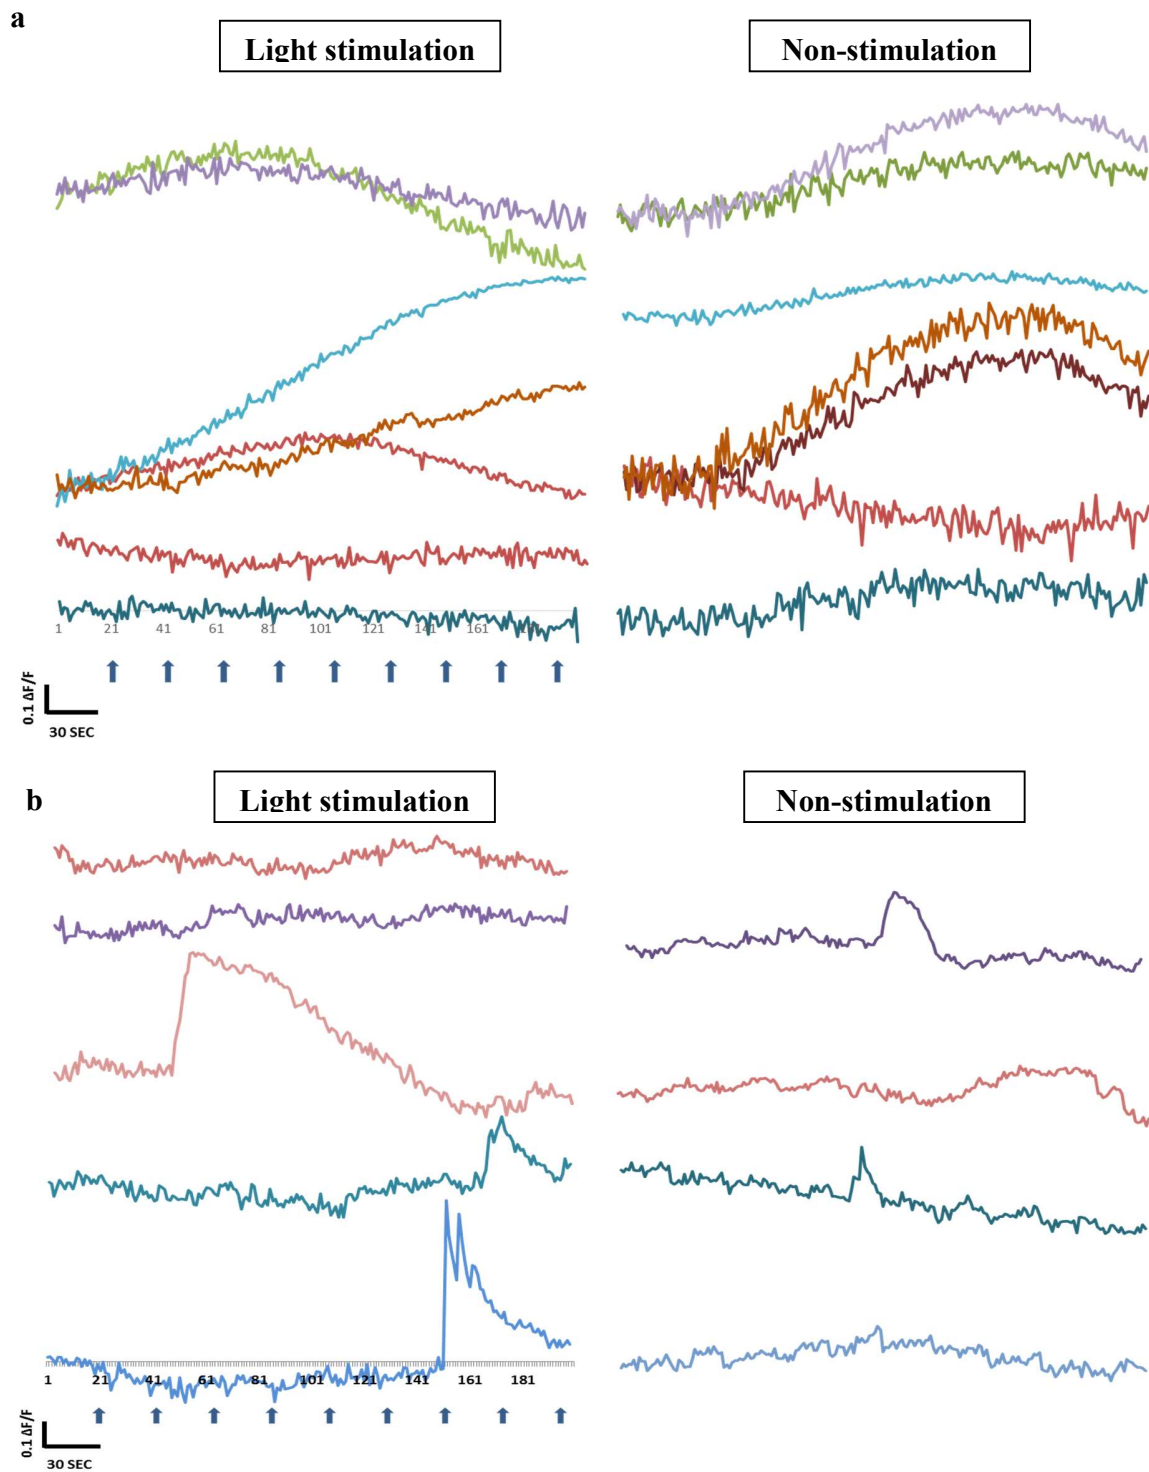 a
Light stimulation
Non-stimulation
1 21 41 61 81 101 121 141 161
0.1 ΔF/F
30 SEC
b
Light stimulation
Non-stimulation
1 21 41 61 81 101 121 141 161 181
0.1 ΔF/F
30 SEC